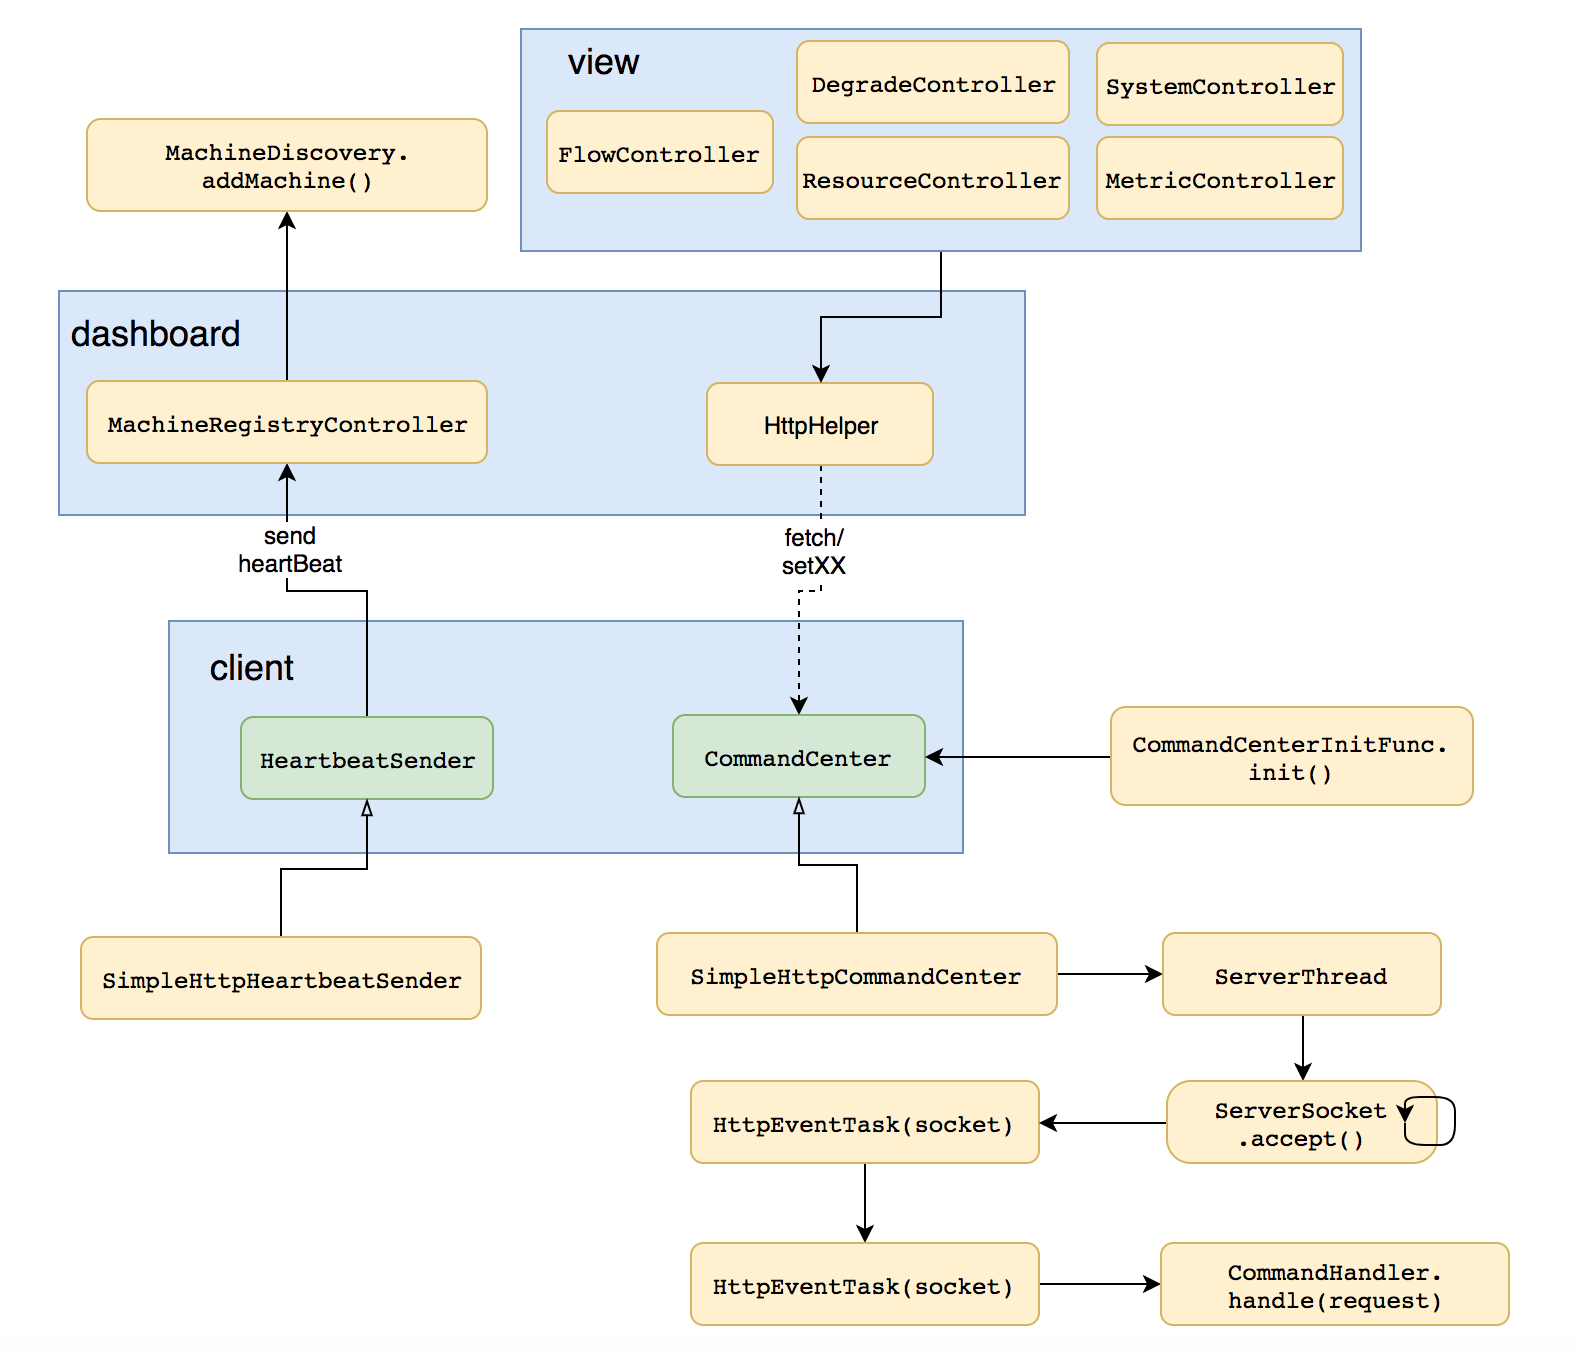 view
DegradeController
SystemController
FlowController
ResourceController
MetricController
MachineDiscovery.
addMachine()
dashboard
MachineRegistryController
HttpHelper
send
heartBeat
fetch/
setXX
client
HeartbeatSender
CommandCenter
CommandCenterInitFunc.
init()
SimpleHttpHeartbeatSender
SimpleHttpCommandCenter
ServerThread
HttpEventTask(socket)
ServerSocket
.accept()
HttpEventTask(socket)
CommandHandler.
handle(request)